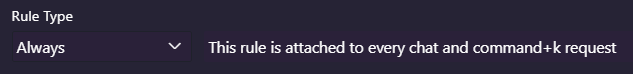 Rule Type
Always This rule is attached to every chat and command+k request